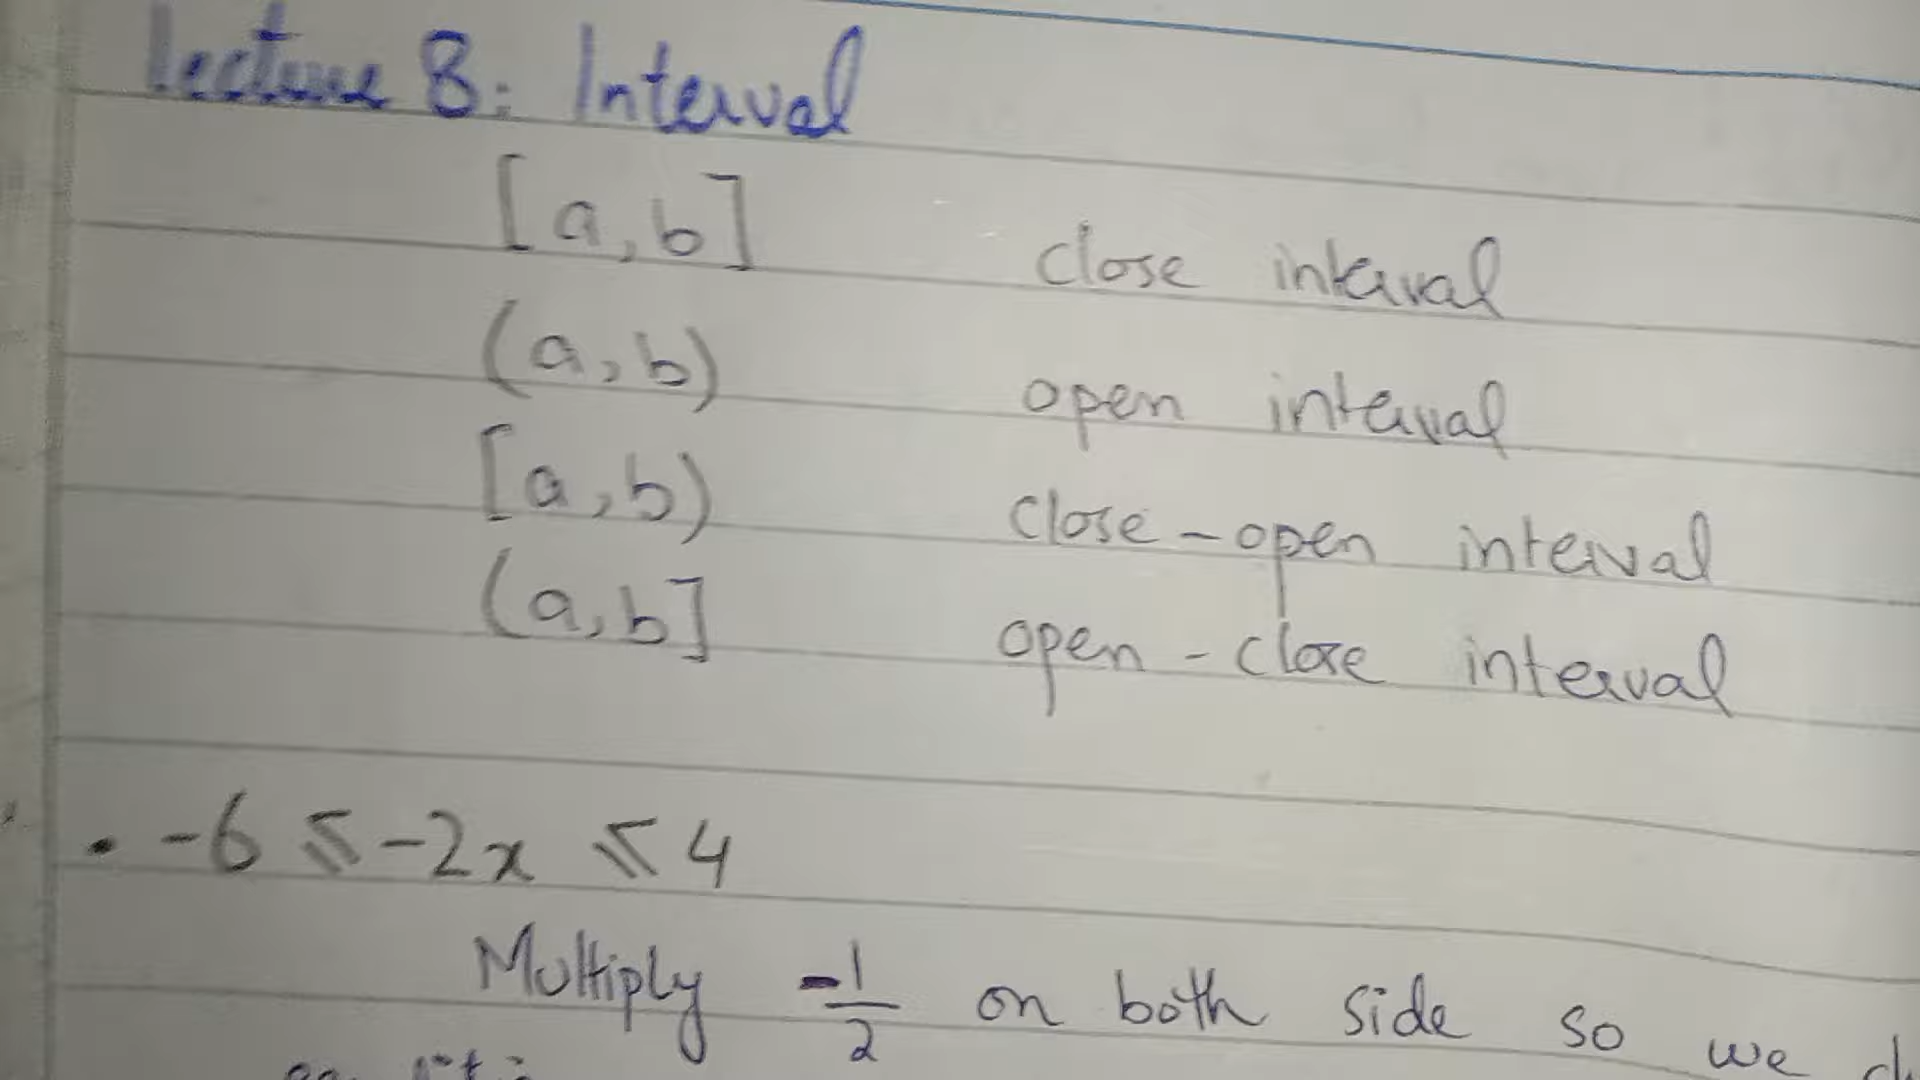 Lecture 8: Interval
[a, b] close interval
(a, b) open interval
[a, b) close - open interval
(a, b] open - close interval
. -6 ⩽ -2x ⩽ 4
Multiply -1/2 on both side so we